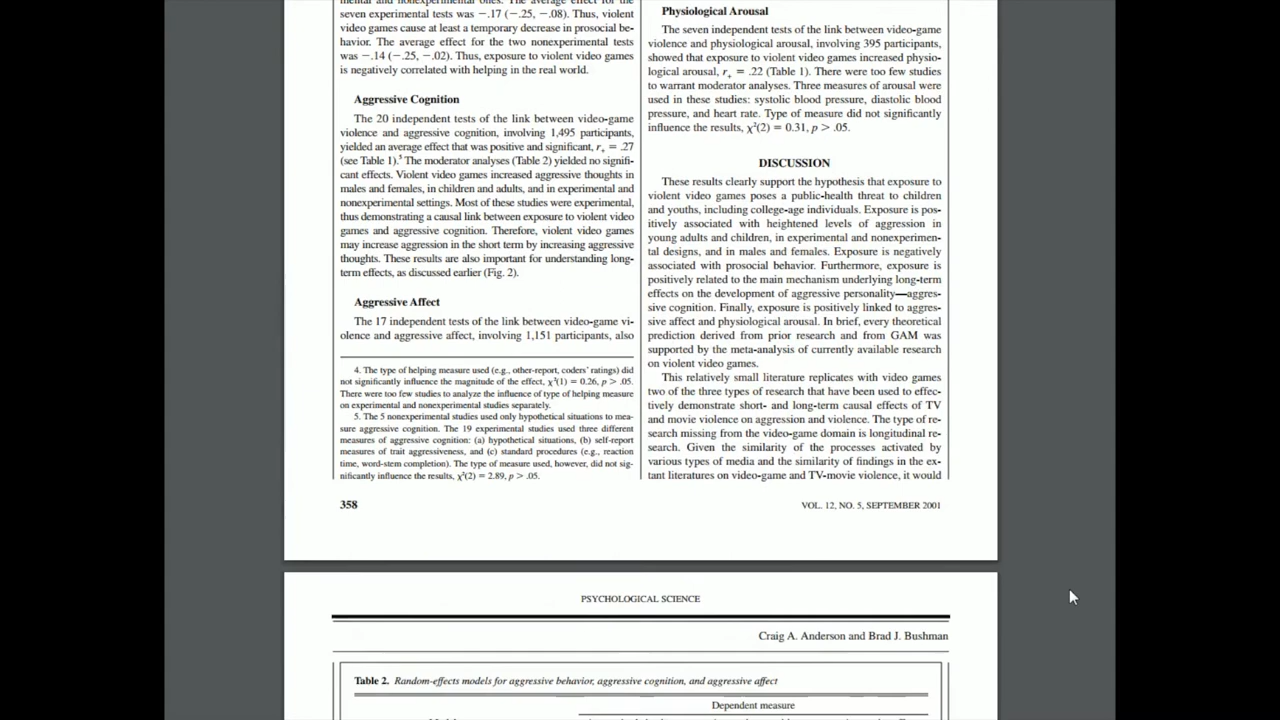 mental and nonexperimental ones. The average effect for the
seven experimental tests was −.17 (−.25, −.08). Thus, violent
video games cause at least a temporary decrease in prosocial be-
havior. The average effect for the two nonexperimental tests
was −.14 (−.25, −.02). Thus, exposure to violent video games
is negatively correlated with helping in the real world.
Aggressive Cognition
The 20 independent tests of the link between video-game
violence and aggressive cognition, involving 1,495 participants,
yielded an average effect that was positive and significant, r₊ = .27
(see Table 1).⁵ The moderator analyses (Table 2) yielded no signifi-
cant effects. Violent video games increased aggressive thoughts in
males and females, in children and adults, and in experimental and
nonexperimental settings. Most of these studies were experimental,
thus demonstrating a causal link between exposure to violent video
games and aggressive cognition. Therefore, violent video games
may increase aggression in the short term by increasing aggressive
thoughts. These results are also important for understanding long-
term effects, as discussed earlier (Fig. 2).
Aggressive Affect
The 17 independent tests of the link between video-game vi-
olence and aggressive affect, involving 1,151 participants, also
4. The type of helping measure used (e.g., other-report, coders’ ratings) did
not significantly influence the magnitude of the effect, χ²(1) = 0.26, p > .05.
There were too few studies to analyze the influence of type of helping measure
on experimental and nonexperimental studies separately.
5. The 5 nonexperimental studies used only hypothetical situations to mea-
sure aggressive cognition. The 19 experimental studies used three different
measures of aggressive cognition: (a) hypothetical situations, (b) self-report
measures of trait aggressiveness, and (c) standard procedures (e.g., reaction
time, word-stem completion). The type of measure used, however, did not sig-
nificantly influence the results, χ²(2) = 2.89, p > .05.
Physiological Arousal
The seven independent tests of the link between video-game
violence and physiological arousal, involving 395 participants,
showed that exposure to violent video games increased physio-
logical arousal, r₊ = .22 (Table 1). There were too few studies
to warrant moderator analyses. Three measures of arousal were
used in these studies: systolic blood pressure, diastolic blood
pressure, and heart rate. Type of measure did not significantly
influence the results, χ²(2) = 0.31, p > .05.
DISCUSSION
These results clearly support the hypothesis that exposure to
violent video games poses a public-health threat to children
and youths, including college-age individuals. Exposure is pos-
itively associated with heightened levels of aggression in
young adults and children, in experimental and nonexperimen-
tal designs, and in males and females. Exposure is negatively
associated with prosocial behavior. Furthermore, exposure is
positively related to the main mechanism underlying long-term
effects on the development of aggressive personality—aggres-
sive cognition. Finally, exposure is positively linked to aggres-
sive affect and physiological arousal. In brief, every theoretical
prediction derived from prior research and from GAM was
supported by the meta-analysis of currently available research
on violent video games.
This relatively small literature replicates with video games
two of the three types of research that have been used to effec-
tively demonstrate short- and long-term causal effects of TV
and movie violence on aggression and violence. The type of re-
search missing from the video-game domain is longitudinal re-
search. Given the similarity of the processes activated by
various types of media and the similarity of findings in the ex-
tant literatures on video-game and TV-movie violence, it would
358
VOL. 12, NO. 5, SEPTEMBER 2001
PSYCHOLOGICAL SCIENCE
Craig A. Anderson and Brad J. Bushman
Table 2. Random-effects models for aggressive behavior, aggressive cognition, and aggressive affect
Dependent measure